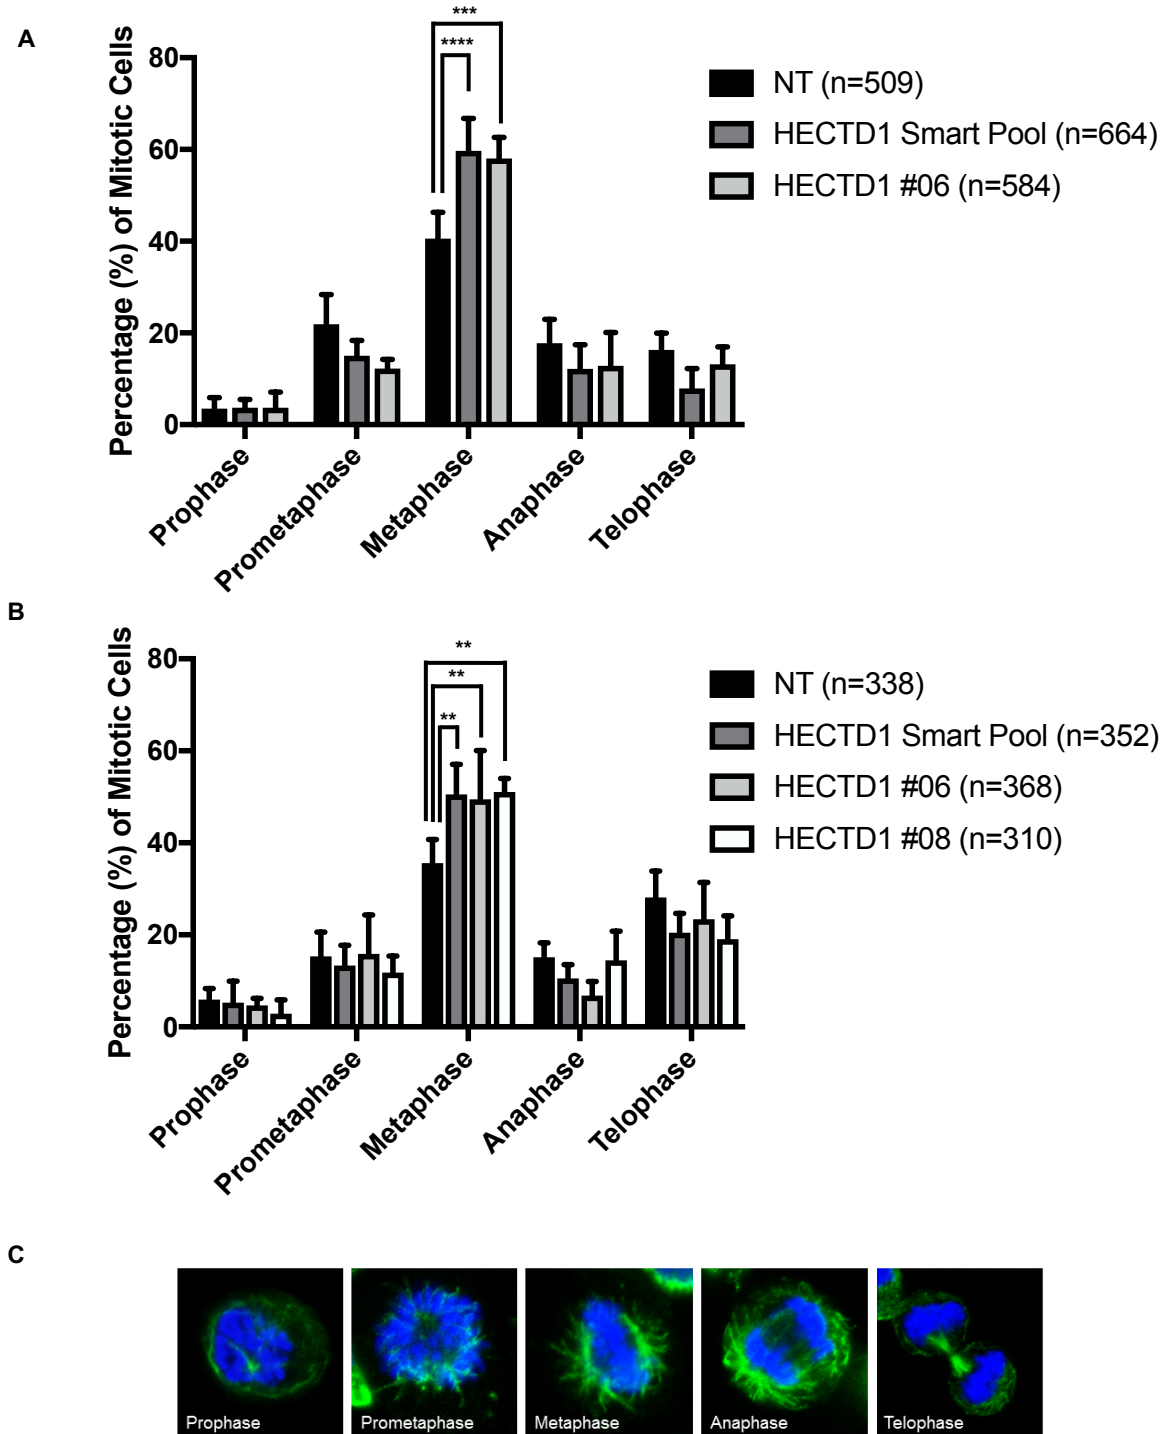 A
Percentage (%) of Mitotic Cells
80
60
40
20
0
***
****
NT (n=509)
HECTD1 Smart Pool (n=664)
HECTD1 #06 (n=584)
Prophase
Prometaphase
Metaphase
Anaphase
Telophase
B
Percentage (%) of Mitotic Cells
80
60
40
20
0
**
**
**
NT (n=338)
HECTD1 Smart Pool (n=352)
HECTD1 #06 (n=368)
HECTD1 #08 (n=310)
Prophase
Prometaphase
Metaphase
Anaphase
Telophase
C
Prophase
Prometaphase
Metaphase
Anaphase
Telophase